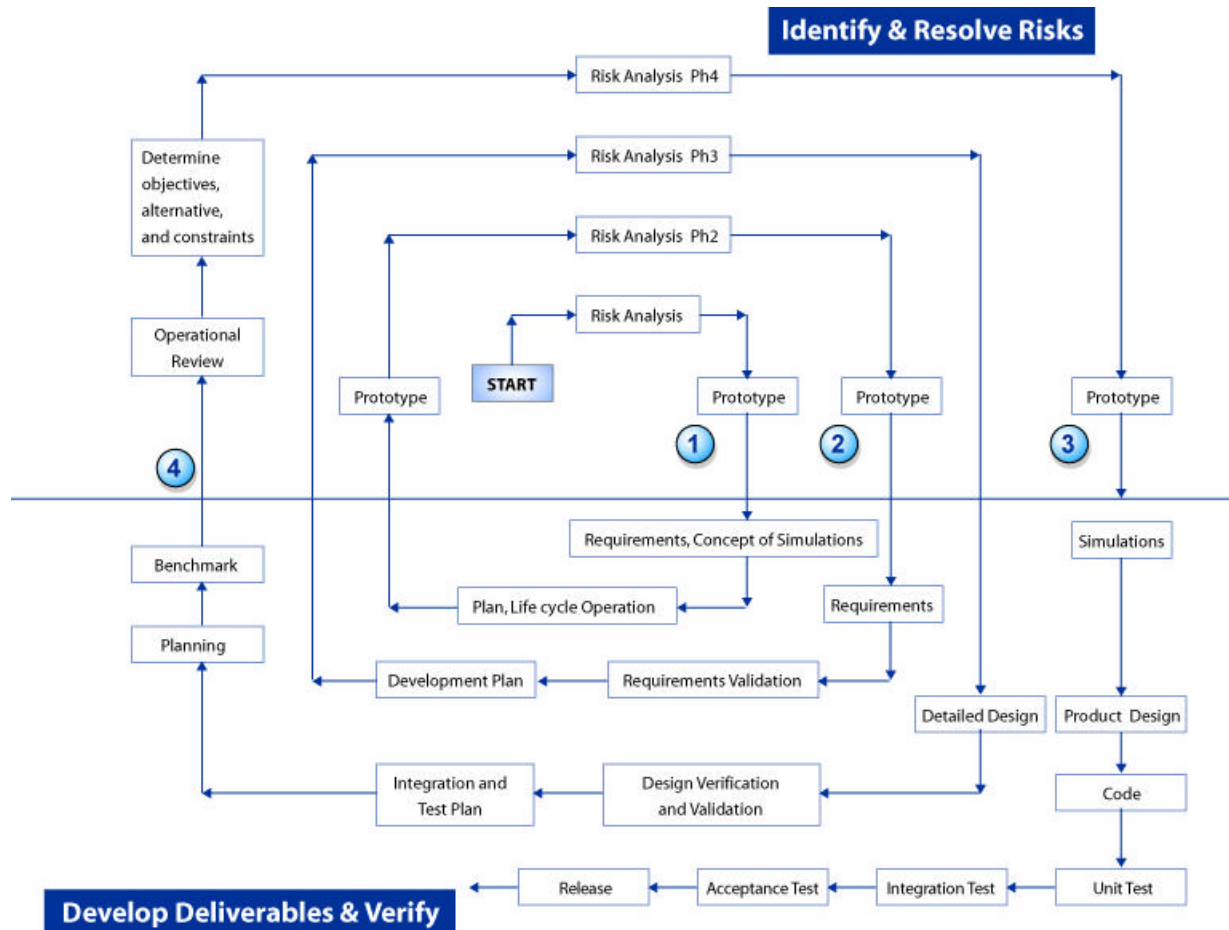 Identify & Resolve Risks
Risk Analysis Ph4
Determine
objectives,
alternative,
and constraints
Risk Analysis Ph3
Risk Analysis Ph2
Risk Analysis
Operational
Review
START
Prototype
Prototype
Prototype
Prototype
1
2
3
4
Requirements, Concept of Simulations
Simulations
Benchmark
Plan, Life cycle Operation
Requirements
Planning
Development Plan
Requirements Validation
Detailed Design
Product Design
Integration and
Test Plan
Design Verification
and Validation
Code
Release
Acceptance Test
Integration Test
Unit Test
Develop Deliverables & Verify